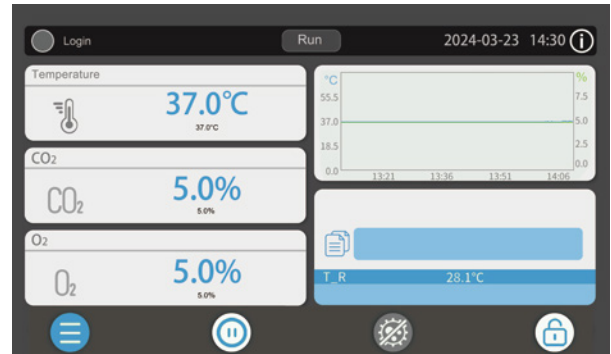 Login
Run
2024-03-23 14:30
i
Temperature
37.0°C
37.0°C
CO₂
CO₂
5.0%
5.0%
O₂
O₂
5.0%
5.0%
°C
%
55.5
7.5
37.0
5.0
18.5
2.5
0.0
0.0
13:21
13:36
13:51
14:06
T_R
28.1°C